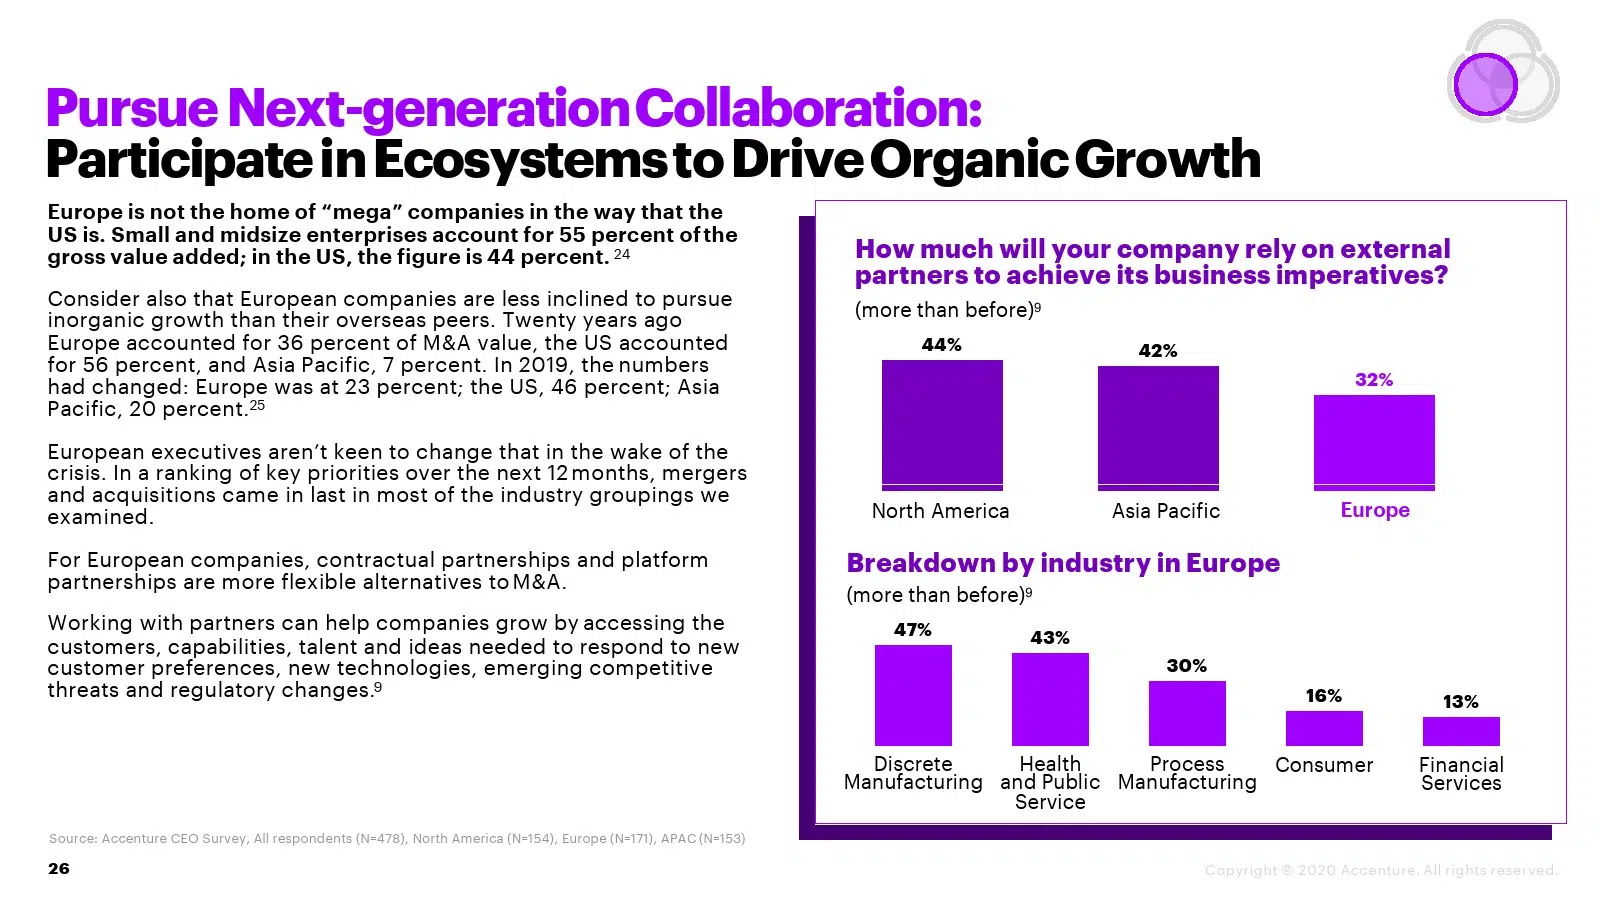 Pursue Next-generation Collaboration:
Participate in Ecosystems to Drive Organic Growth
Europe is not the home of “mega” companies in the way that the
US is. Small and midsize enterprises account for 55 percent of the
gross value added; in the US, the figure is 44 percent. 24
Consider also that European companies are less inclined to pursue
inorganic growth than their overseas peers. Twenty years ago
Europe accounted for 36 percent of M&A value, the US accounted
for 56 percent, and Asia Pacific, 7 percent. In 2019, the numbers
had changed: Europe was at 23 percent; the US, 46 percent; Asia
Pacific, 20 percent.25
European executives aren’t keen to change that in the wake of the
crisis. In a ranking of key priorities over the next 12 months, mergers
and acquisitions came in last in most of the industry groupings we
examined.
For European companies, contractual partnerships and platform
partnerships are more flexible alternatives to M&A.
Working with partners can help companies grow by accessing the
customers, capabilities, talent and ideas needed to respond to new
customer preferences, new technologies, emerging competitive
threats and regulatory changes.9
How much will your company rely on external
partners to achieve its business imperatives?
(more than before)9
44%
42%
32%
North America
Asia Pacific
Europe
Breakdown by industry in Europe
(more than before)9
47%
43%
30%
16%
13%
Discrete
Manufacturing
Health
and Public
Service
Process
Manufacturing
Consumer
Financial
Services
Source: Accenture CEO Survey, All respondents (N=478), North America (N=154), Europe (N=171), APAC (N=153)
26
Copyright © 2020 Accenture. All rights reserved.